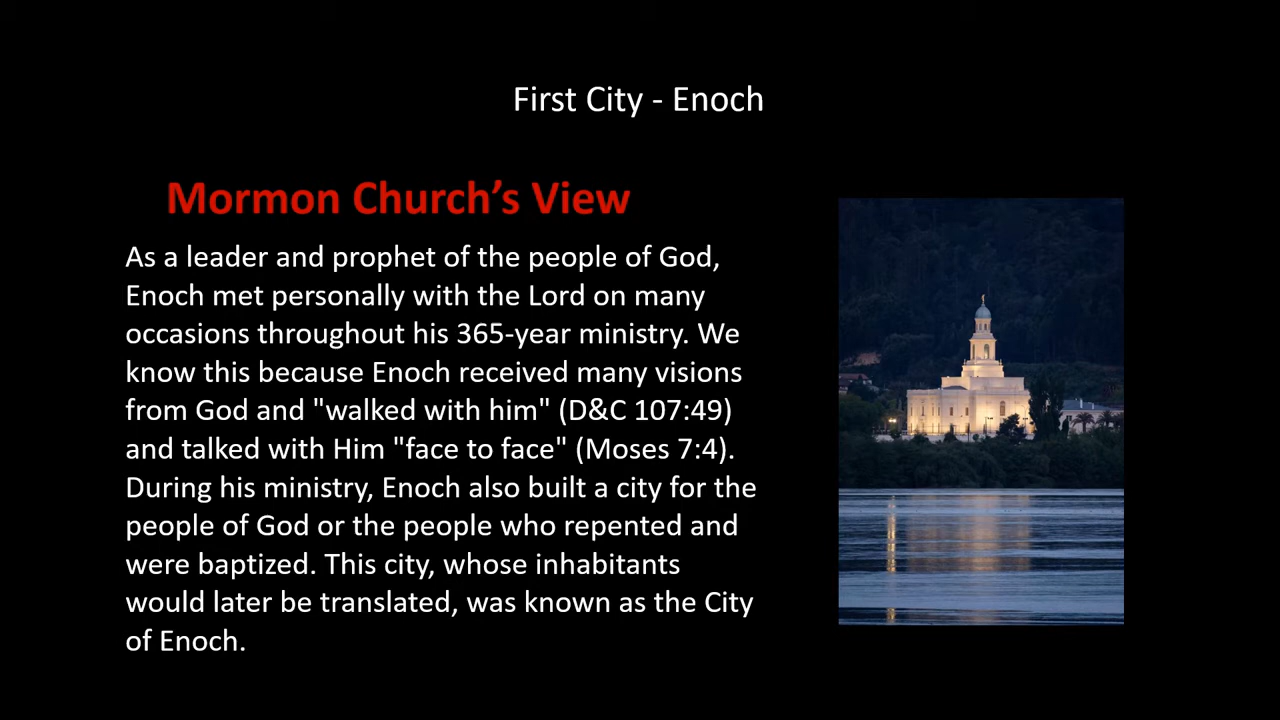 First City - Enoch
Mormon Church’s View
As a leader and prophet of the people of God,
Enoch met personally with the Lord on many
occasions throughout his 365-year ministry. We
know this because Enoch received many visions
from God and "walked with him" (D&C 107:49)
and talked with Him "face to face" (Moses 7:4).
During his ministry, Enoch also built a city for the
people of God or the people who repented and
were baptized. This city, whose inhabitants
would later be translated, was known as the City
of Enoch.